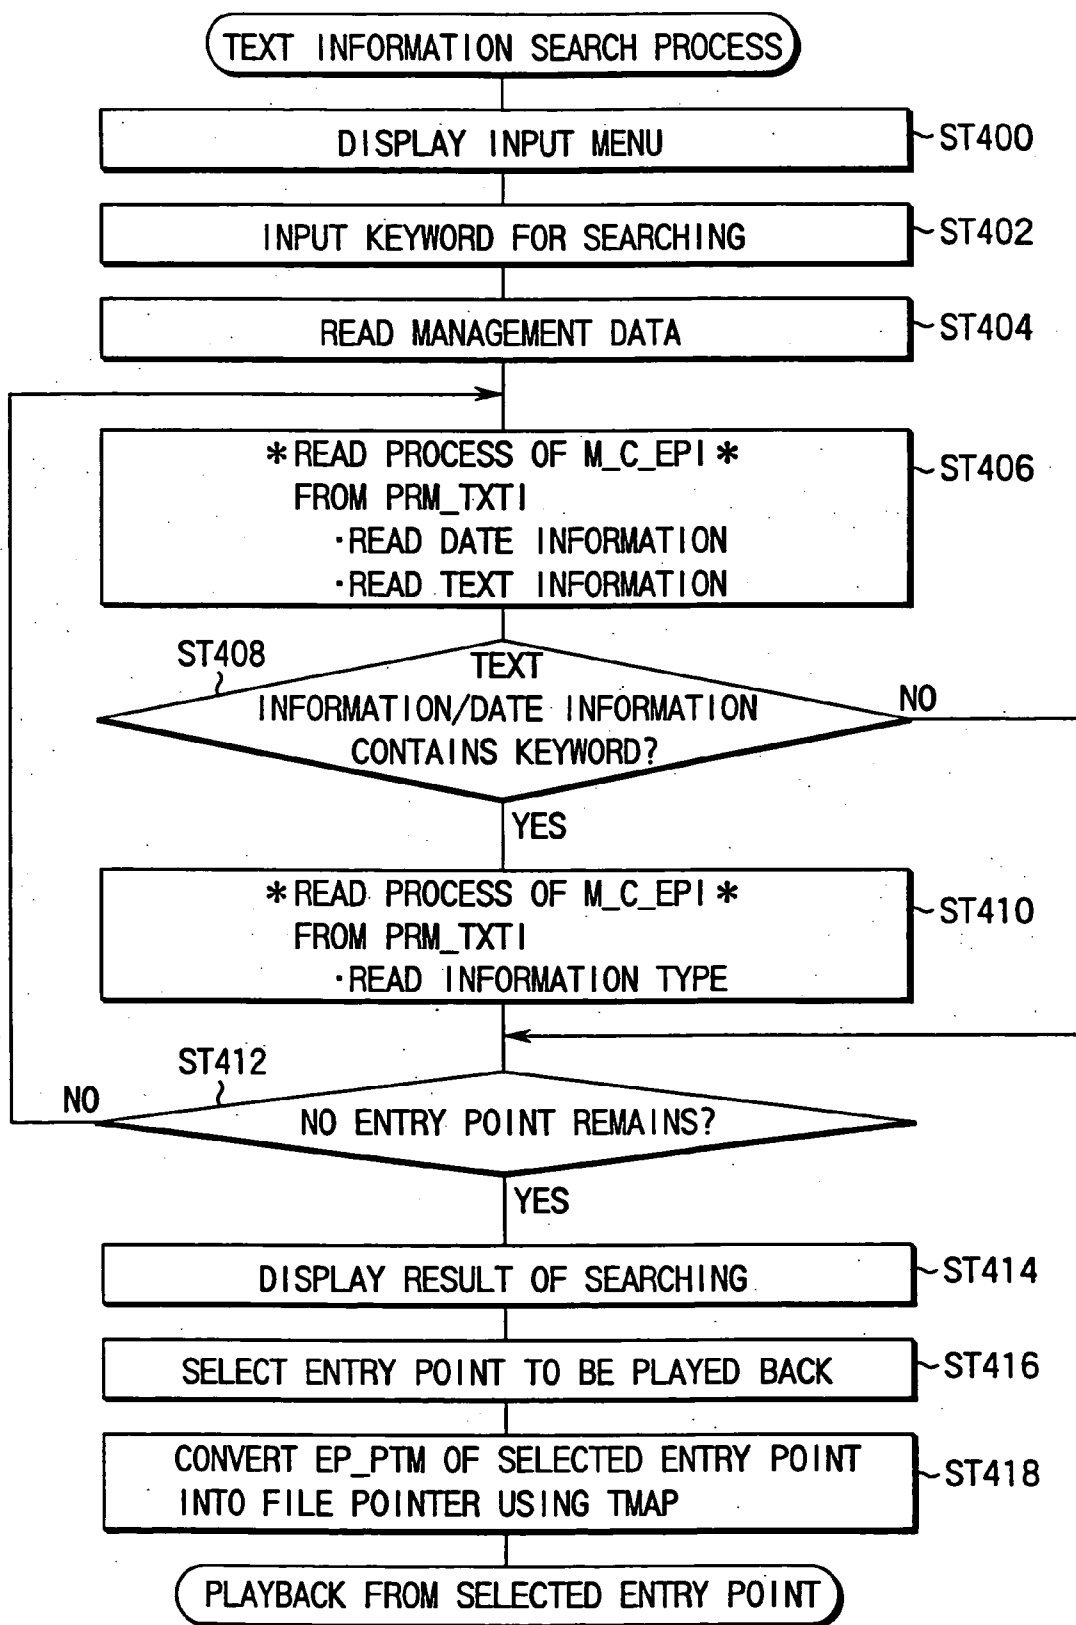 TEXT INFORMATION SEARCH PROCESS
DISPLAY INPUT MENU
ST400
INPUT KEYWORD FOR SEARCHING
ST402
READ MANAGEMENT DATA
ST404
*READ PROCESS OF M_C_EPI*
FROM PRM_TXTI
·READ DATE INFORMATION
·READ TEXT INFORMATION
ST406
ST408
TEXT
INFORMATION/DATE INFORMATION
CONTAINS KEYWORD?
NO
YES
*READ PROCESS OF M_C_EPI*
FROM PRM_TXTI
·READ INFORMATION TYPE
ST410
ST412
NO
NO ENTRY POINT REMAINS?
YES
DISPLAY RESULT OF SEARCHING
ST414
SELECT ENTRY POINT TO BE PLAYED BACK
ST416
CONVERT EP_PTM OF SELECTED ENTRY POINT
INTO FILE POINTER USING TMAP
ST418
PLAYBACK FROM SELECTED ENTRY POINT